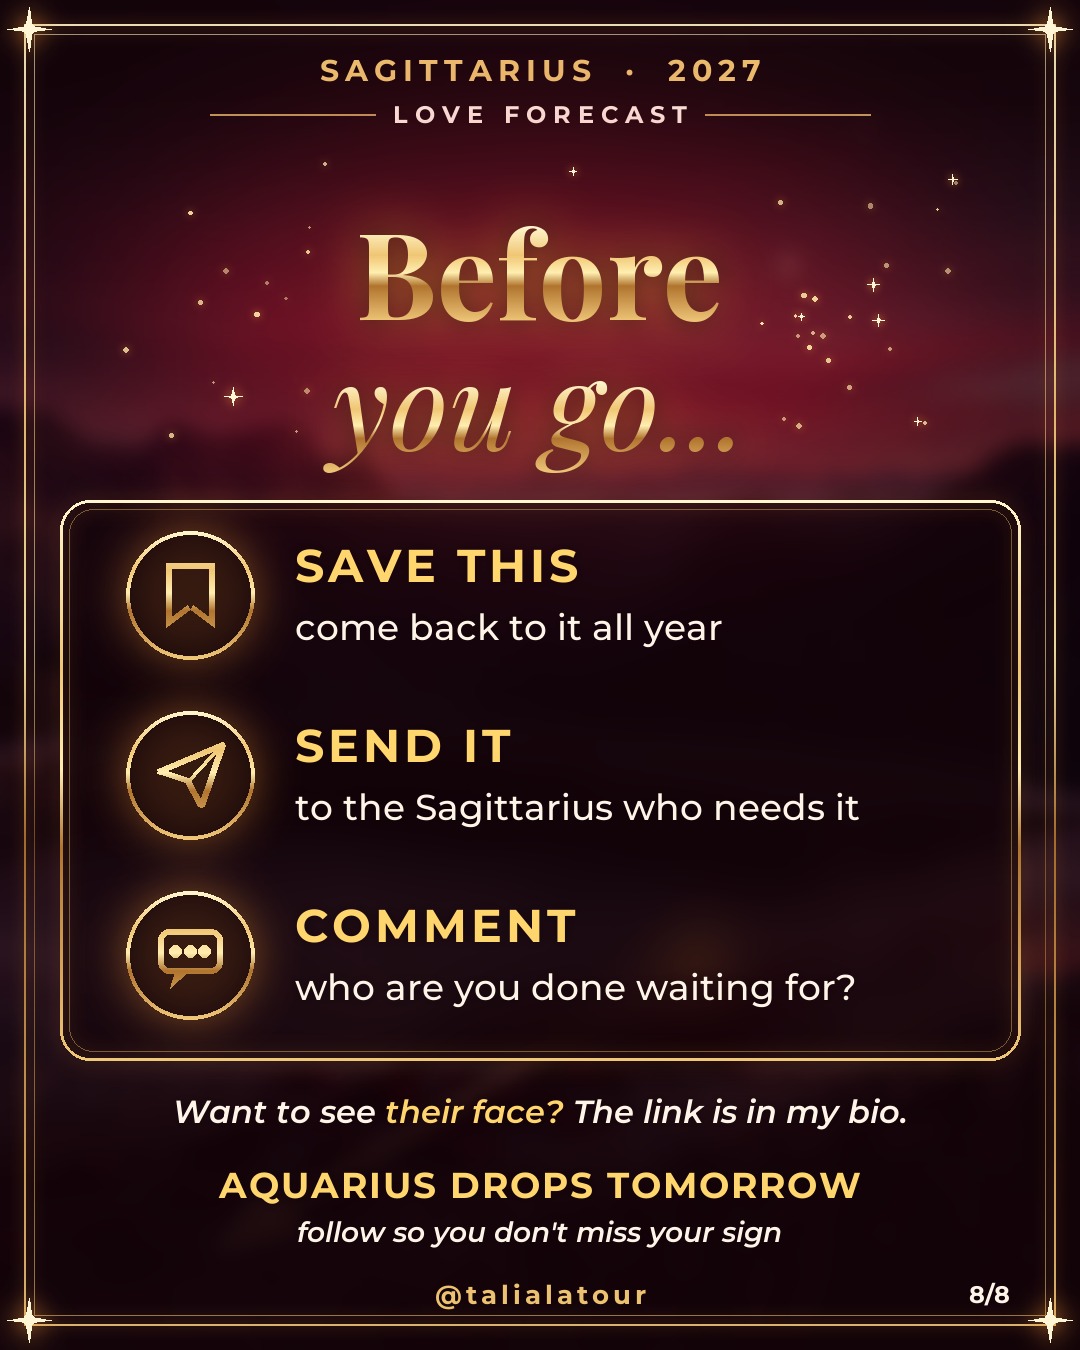 SAGITTARIUS · 2027
LOVE FORECAST
Before
you go...
SAVE THIS
come back to it all year
SEND IT
to the Sagittarius who needs it
COMMENT
who are you done waiting for?
Want to see their face? The link is in my bio.
AQUARIUS DROPS TOMORROW
follow so you don't miss your sign
@talialatour
8/8